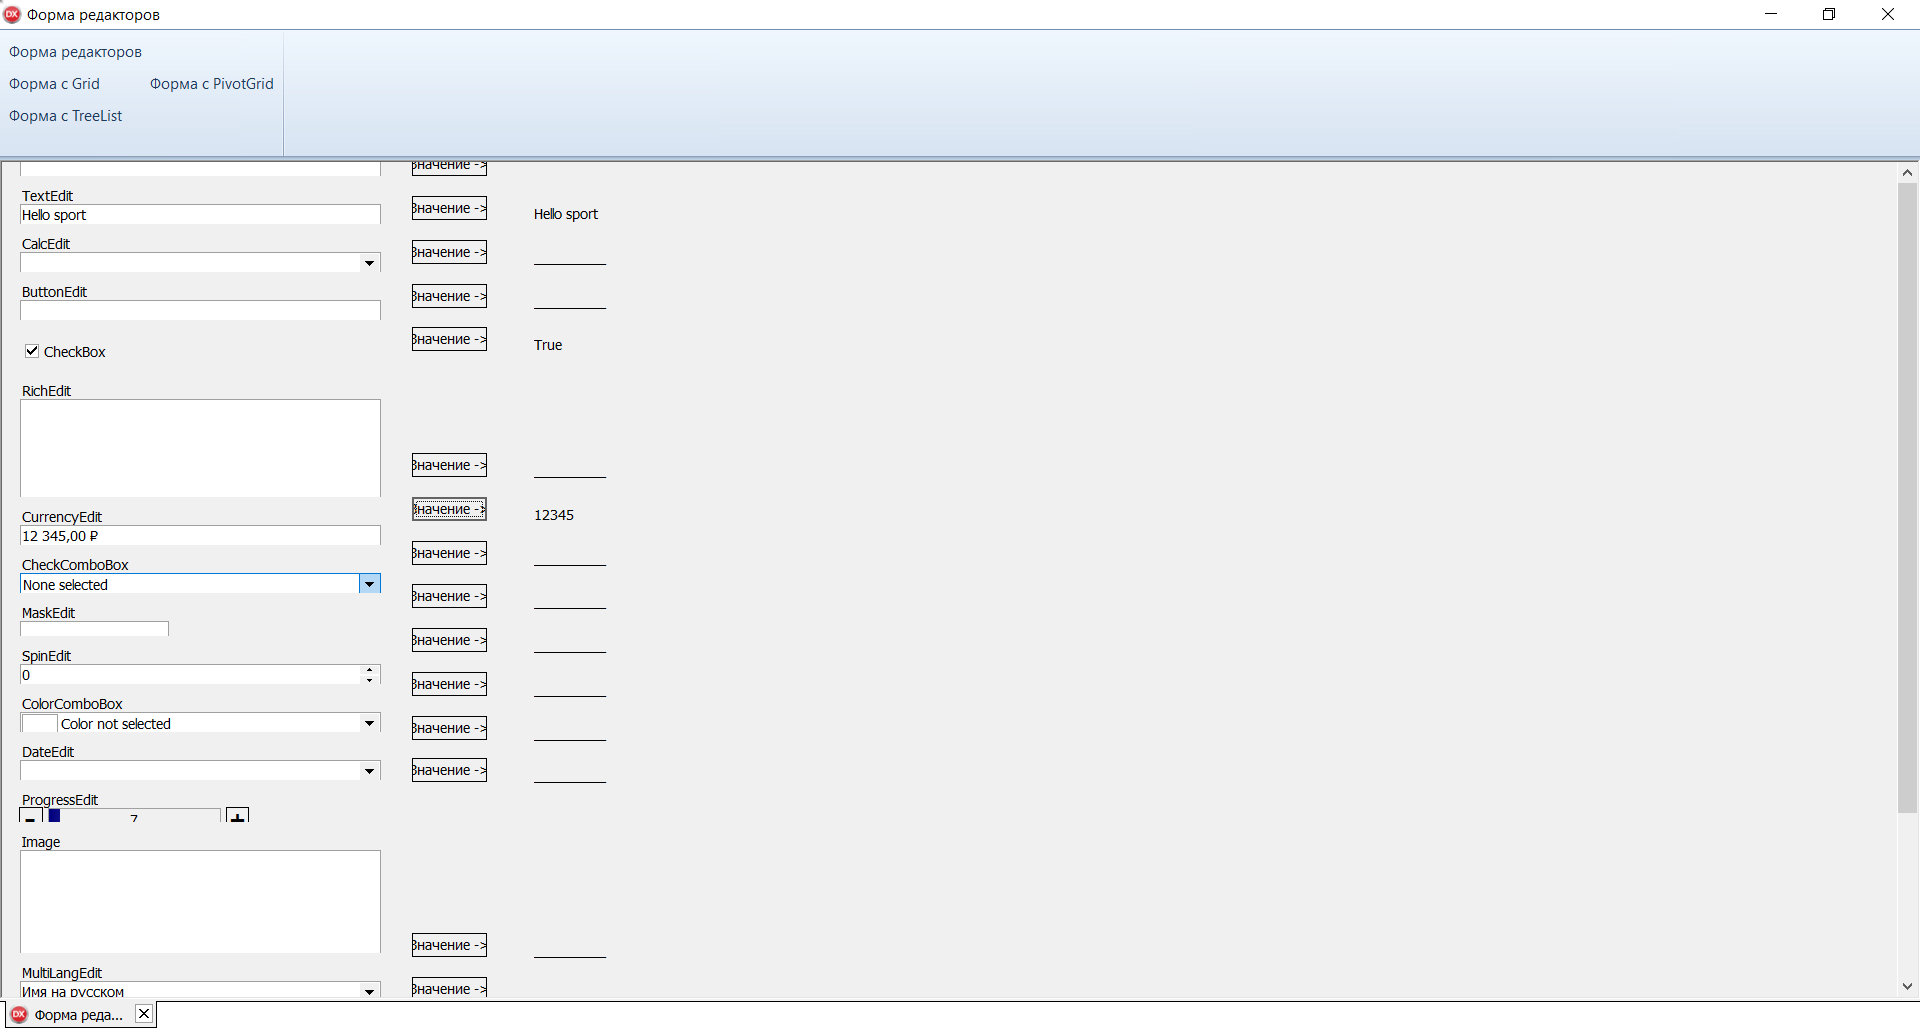 Форма редакторов
Форма редакторов
Форма с Grid
Форма с PivotGrid
Форма с TreeList
Значение ->
TextEdit
Hello sport
Значение ->
Hello sport
CalcEdit
Значение ->
ButtonEdit
Значение ->
CheckBox
Значение ->
True
RichEdit
Значение ->
CurrencyEdit
12 345,00 ₽
Значение ->
12345
CheckComboBox
None selected
Значение ->
MaskEdit
Значение ->
SpinEdit
0
Значение ->
ColorComboBox
Color not selected
Значение ->
DateEdit
Значение ->
ProgressEdit
- 7 +
Значение ->
Image
Значение ->
MultiLangEdit
Имя на русском
Значение ->
Форма реда...